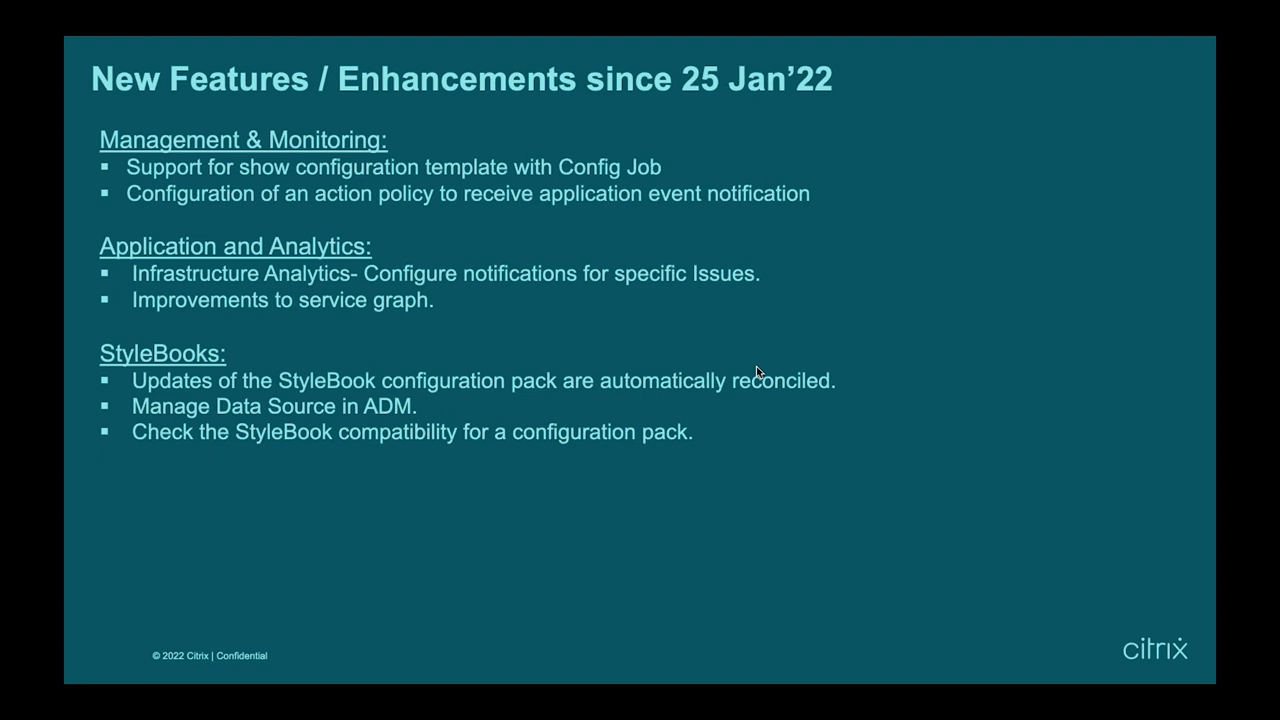 New Features / Enhancements since 25 Jan’22
Management & Monitoring:
▪ Support for show configuration template with Config Job
▪ Configuration of an action policy to receive application event notification
Application and Analytics:
▪ Infrastructure Analytics- Configure notifications for specific Issues.
▪ Improvements to service graph.
StyleBooks:
▪ Updates of the StyleBook configuration pack are automatically reconciled.
▪ Manage Data Source in ADM.
▪ Check the StyleBook compatibility for a configuration pack.
© 2022 Citrix | Confidential
citrix